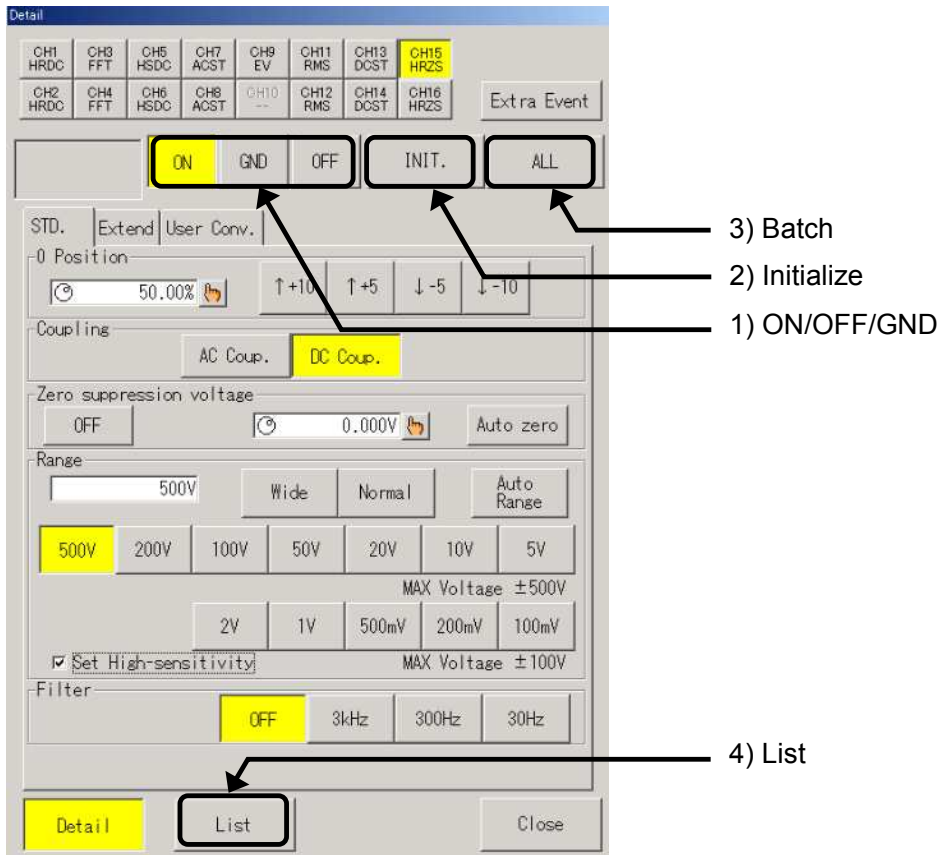 Detail
CH1 HRDC CH3 FFT CH5 HSDC CH7 ACST CH9 EV CH11 RMS CH13 DCST CH15 HRZS
CH2 HRDC CH4 FFT CH6 HSDC CH8 ACST CH10 -- CH12 RMS CH14 DCST CH16 HRZS
Extra Event
ON GND OFF INIT. ALL
3) Batch
2) Initialize
1) ON/OFF/GND
STD. Extend User Conv.
0 Position
50.00% ↑+10 ↑+5 ↓-5 ↓-10
Coupling
AC Coup. DC Coup.
Zero suppression voltage
OFF 0.000V Auto zero
Range
500V Wide Normal Auto Range
500V 200V 100V 50V 20V 10V 5V
MAX Voltage ±500V
2V 1V 500mV 200mV 100mV
Set High-sensitivity MAX Voltage ±100V
Filter
OFF 3kHz 300Hz 30Hz
4) List
Detail List Close